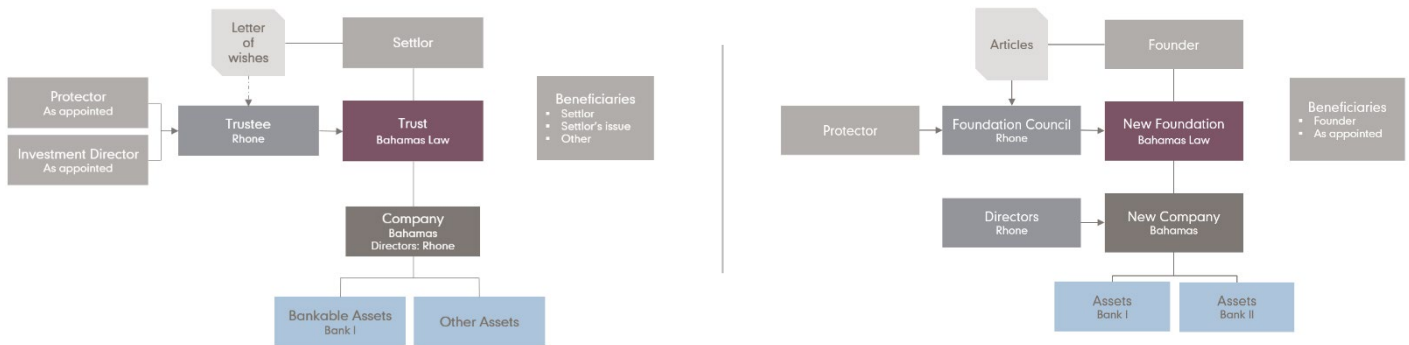 Letter
of
wishes
Settlor
Protector
As appointed
Investment Director
As appointed
Trustee
Rhone
Trust
Bahamas Law
Beneficiaries
▪ Settlor
▪ Settlor's issue
▪ Other
Company
Bahamas
Directors: Rhone
Bankable Assets
Bank I
Other Assets
Articles
Founder
Protector
Foundation Council
Rhone
New Foundation
Bahamas Law
Beneficiaries
▪ Founder
▪ As appointed
Directors
Rhone
New Company
Bahamas
Assets
Bank I
Assets
Bank II